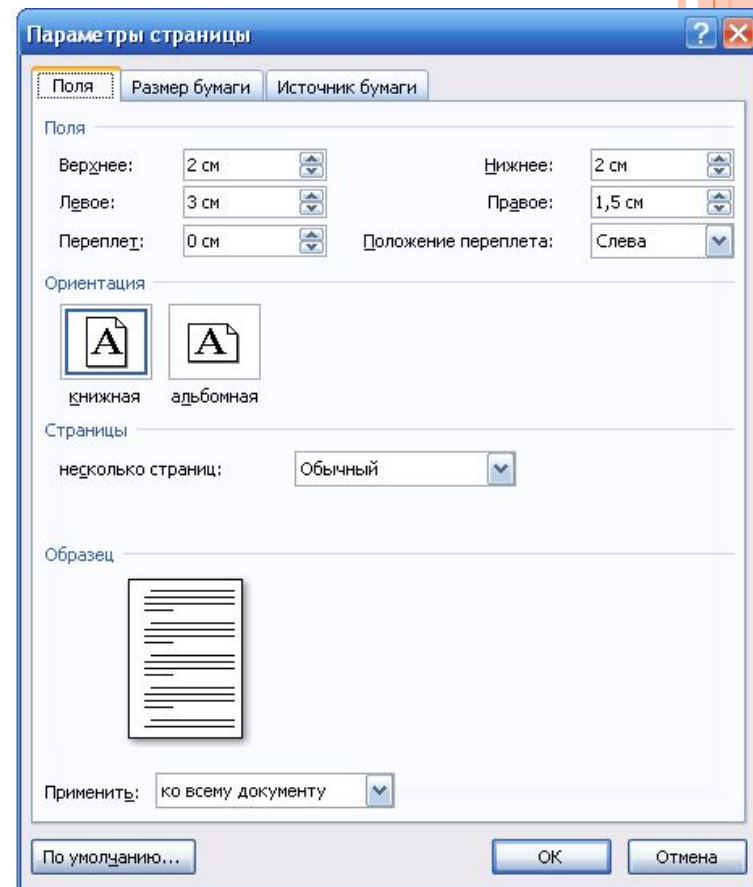 Параметры страницы
Поля Размер бумаги Источник бумаги
Поля
Верхнее: 2 см Нижнее: 2 см
Левое: 3 см Правое: 1,5 см
Переплет: 0 см Положение переплета: Слева
Ориентация
A A
книжная альбомная
Страницы
несколько страниц: Обычный
Образец
Применить: ко всему документу
По умолчанию... ОК Отмена